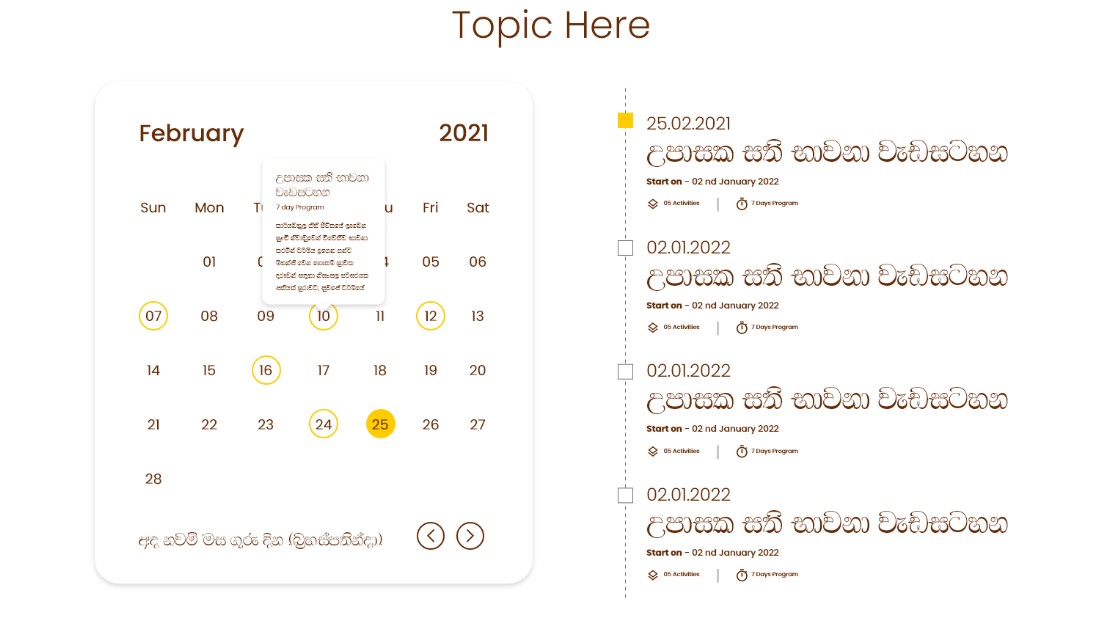 Topic Here
February 2021
උපාසක සති භාවනා
වැඩසටහන
7 day Program
Sun Mon Fri Sat
01 05 06
07 08 09 10 11 12 13
14 15 16 17 18 19 20
21 22 23 24 25 26 27
28
අද නවම් මස ගුරු දින (බ්‍රහස්පතින්දා)
25.02.2021
උපාසක සති භාවනා වැඩසටහන
Start on - 02 nd January 2022
05 Activities | 7 Days Program
02.01.2022
උපාසක සති භාවනා වැඩසටහන
Start on - 02 nd January 2022
05 Activities | 7 Days Program
02.01.2022
උපාසක සති භාවනා වැඩසටහන
Start on - 02 nd January 2022
05 Activities | 7 Days Program
02.01.2022
උපාසක සති භාවනා වැඩසටහන
Start on - 02 nd January 2022
05 Activities | 7 Days Program